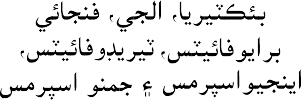 بئڪٽيريا، الجي، فنجائي
برايوفائيٽس، ٽيريڊوفائيٽس،
اينجيواسپرمس ۽ جمنو اسپرمس